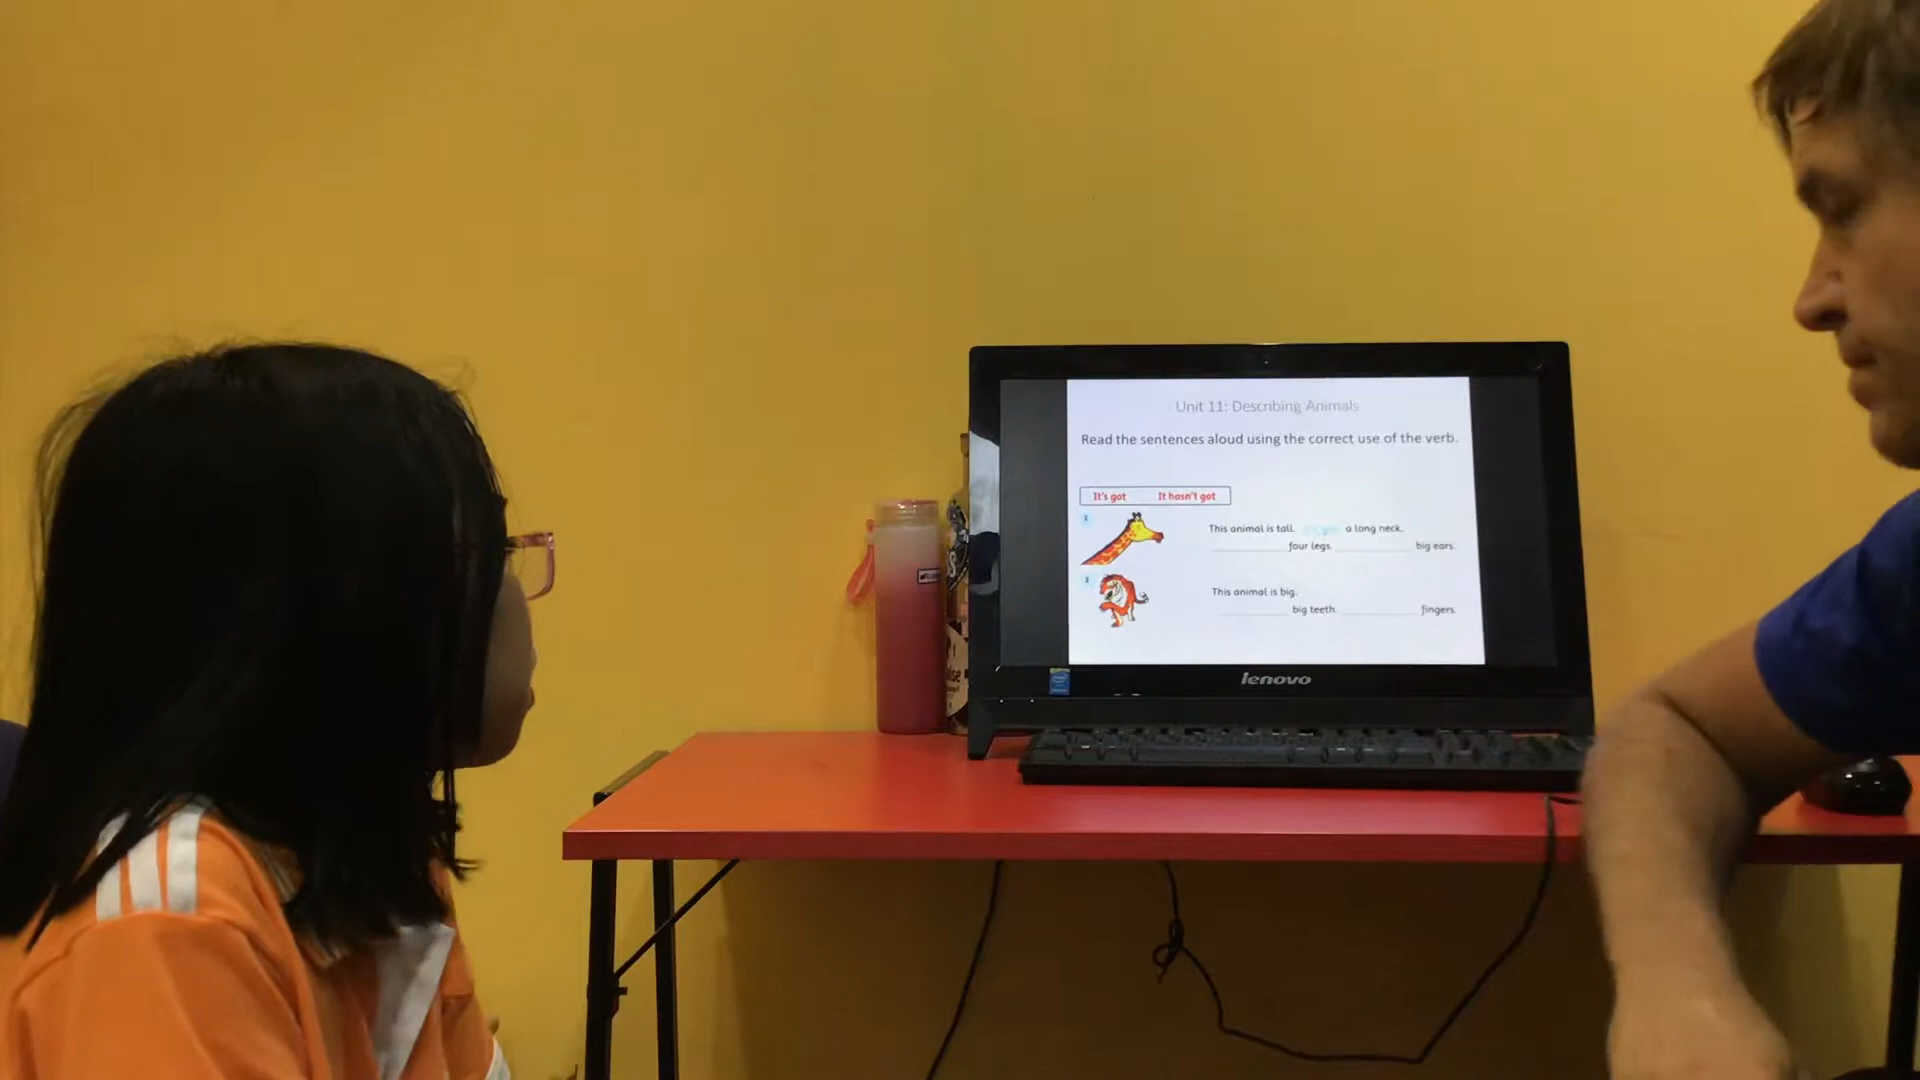 Unit 11: Describing Animals
Read the sentences aloud using the correct use of the verb.
It's got It hasn't got
1
This animal is tall. a long neck.
four legs. big ears.
2
This animal is big.
big teeth. fingers.
lenovo